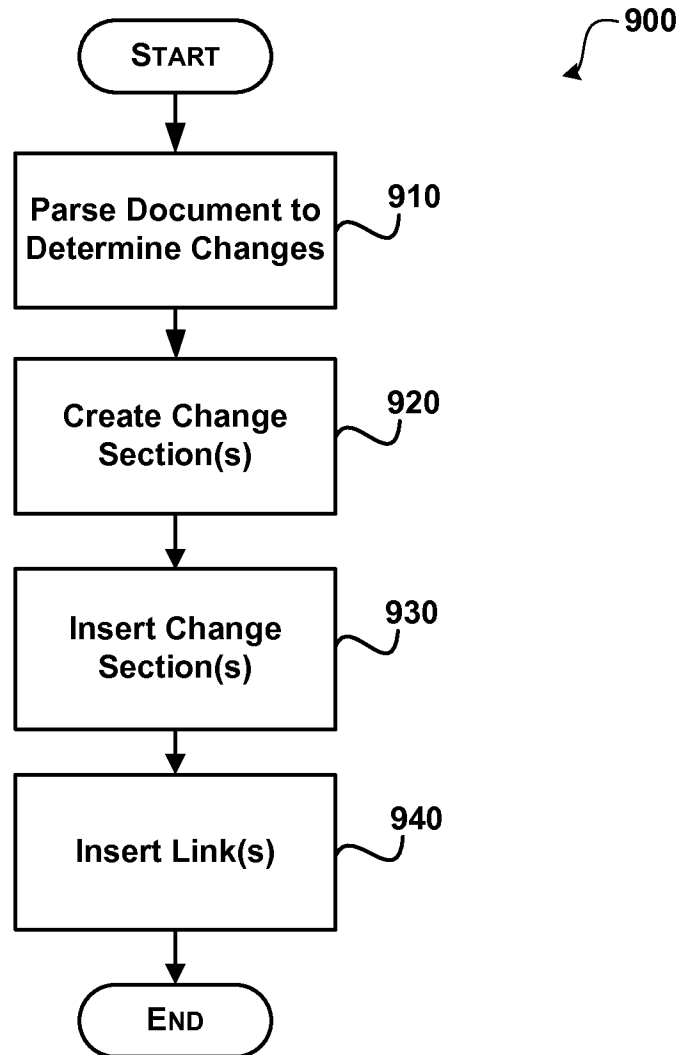 900
START
Parse Document to
Determine Changes
910
Create Change
Section(s)
920
Insert Change
Section(s)
930
Insert Link(s)
940
END